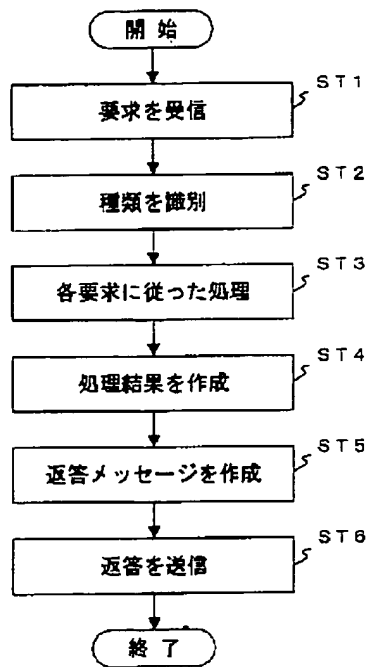 開 始
ST1
要求を受信
ST2
種類を識別
ST3
各要求に従った処理
ST4
処理結果を作成
ST5
返答メッセージを作成
ST6
返答を送信
終 了